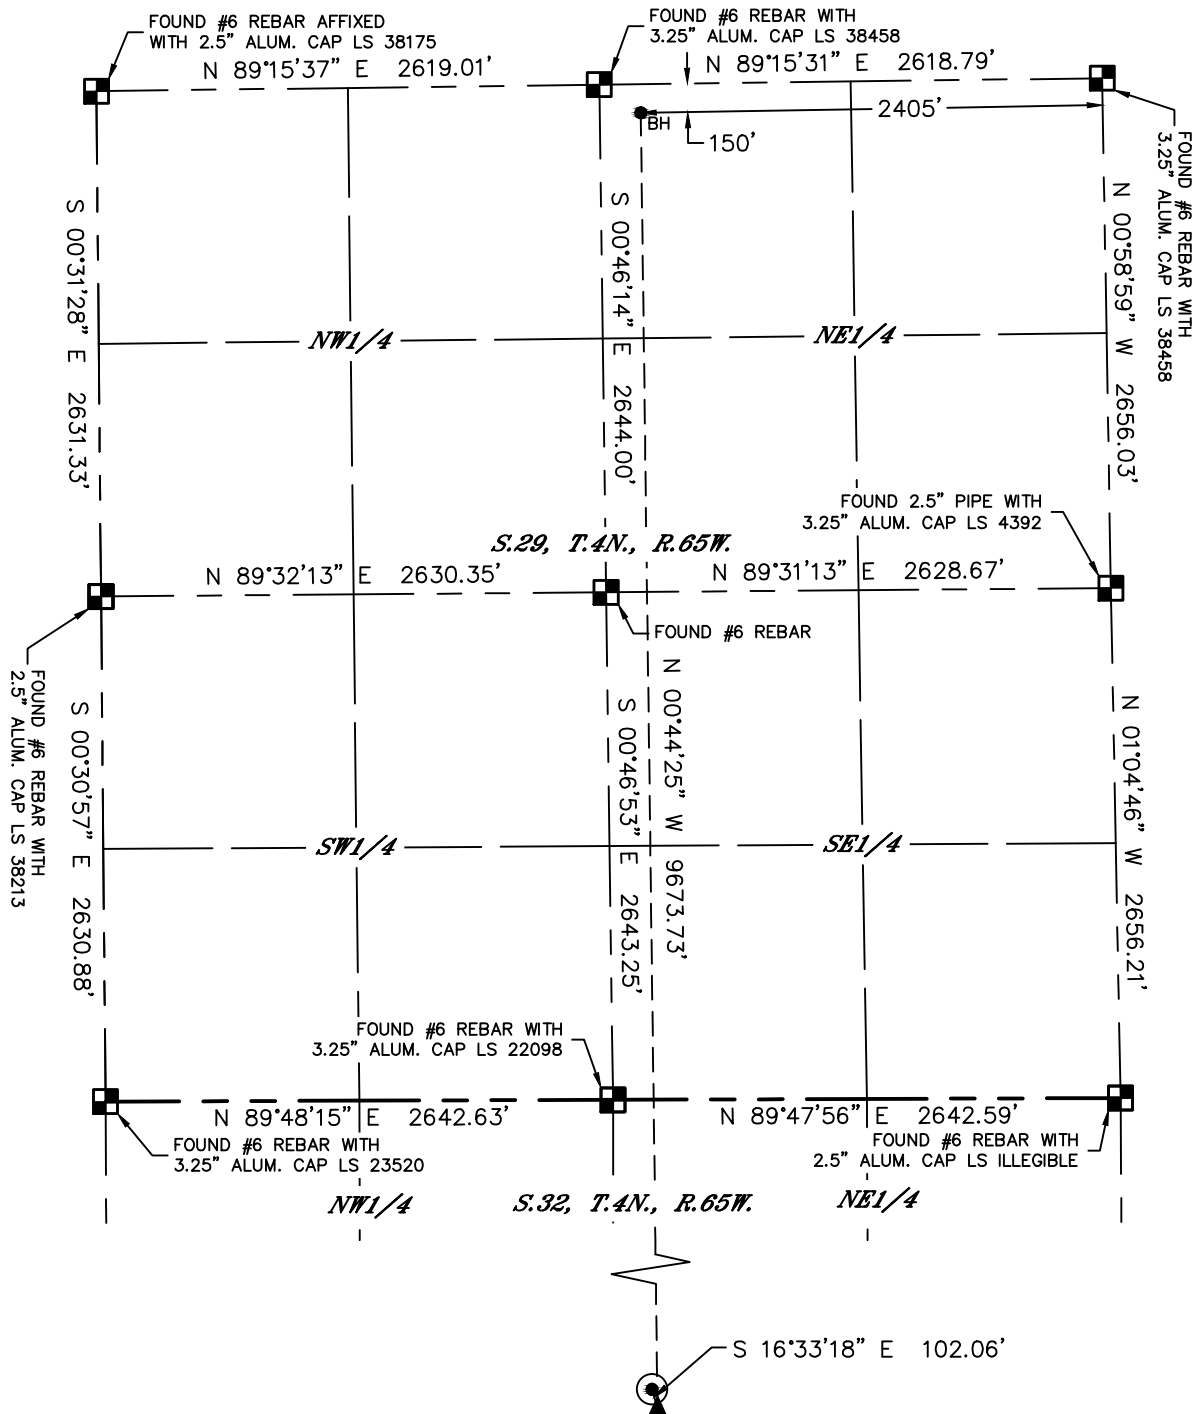 FOUND #6 REBAR AFFIXED
WITH 2.5" ALUM. CAP LS 38175
FOUND #6 REBAR WITH
3.25" ALUM. CAP LS 38458
N 89°15'37" E 2619.01'
N 89°15'31" E 2618.79'
2405'
BH
150'
FOUND #6 REBAR WITH
3.25" ALUM. CAP LS 38458
S 00°31'28" E 2631.33'
S 00°46'14" E 2644.00'
N 00°58'59" W 2656.03'
NW1/4
NE1/4
FOUND 2.5" PIPE WITH
3.25" ALUM. CAP LS 4392
S.29, T.4N., R.65W.
N 89°32'13" E 2630.35'
N 89°31'13" E 2628.67'
FOUND #6 REBAR
FOUND #6 REBAR WITH
2.5" ALUM. CAP LS 38213
S 00°30'57" E 2630.88'
S 00°46'53" E 2643.25'
N 00°44'25" W 9673.73'
N 01°04'46" W 2656.21'
SW1/4
SE1/4
FOUND #6 REBAR WITH
3.25" ALUM. CAP LS 22098
N 89°48'15" E 2642.63'
N 89°47'56" E 2642.59'
FOUND #6 REBAR WITH
3.25" ALUM. CAP LS 23520
FOUND #6 REBAR WITH
2.5" ALUM. CAP LS ILLEGIBLE
NW1/4
S.32, T.4N., R.65W.
NE1/4
S 16°33'18" E 102.06'